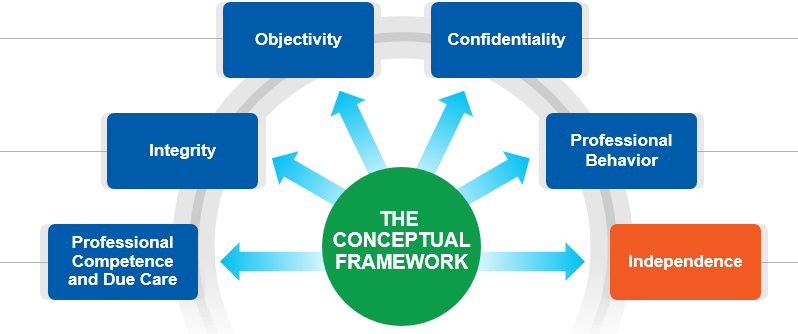 Objectivity
Confidentiality
Integrity
Professional
Behavior
THE
CONCEPTUAL
FRAMEWORK
Professional
Competence
and Due Care
Independence